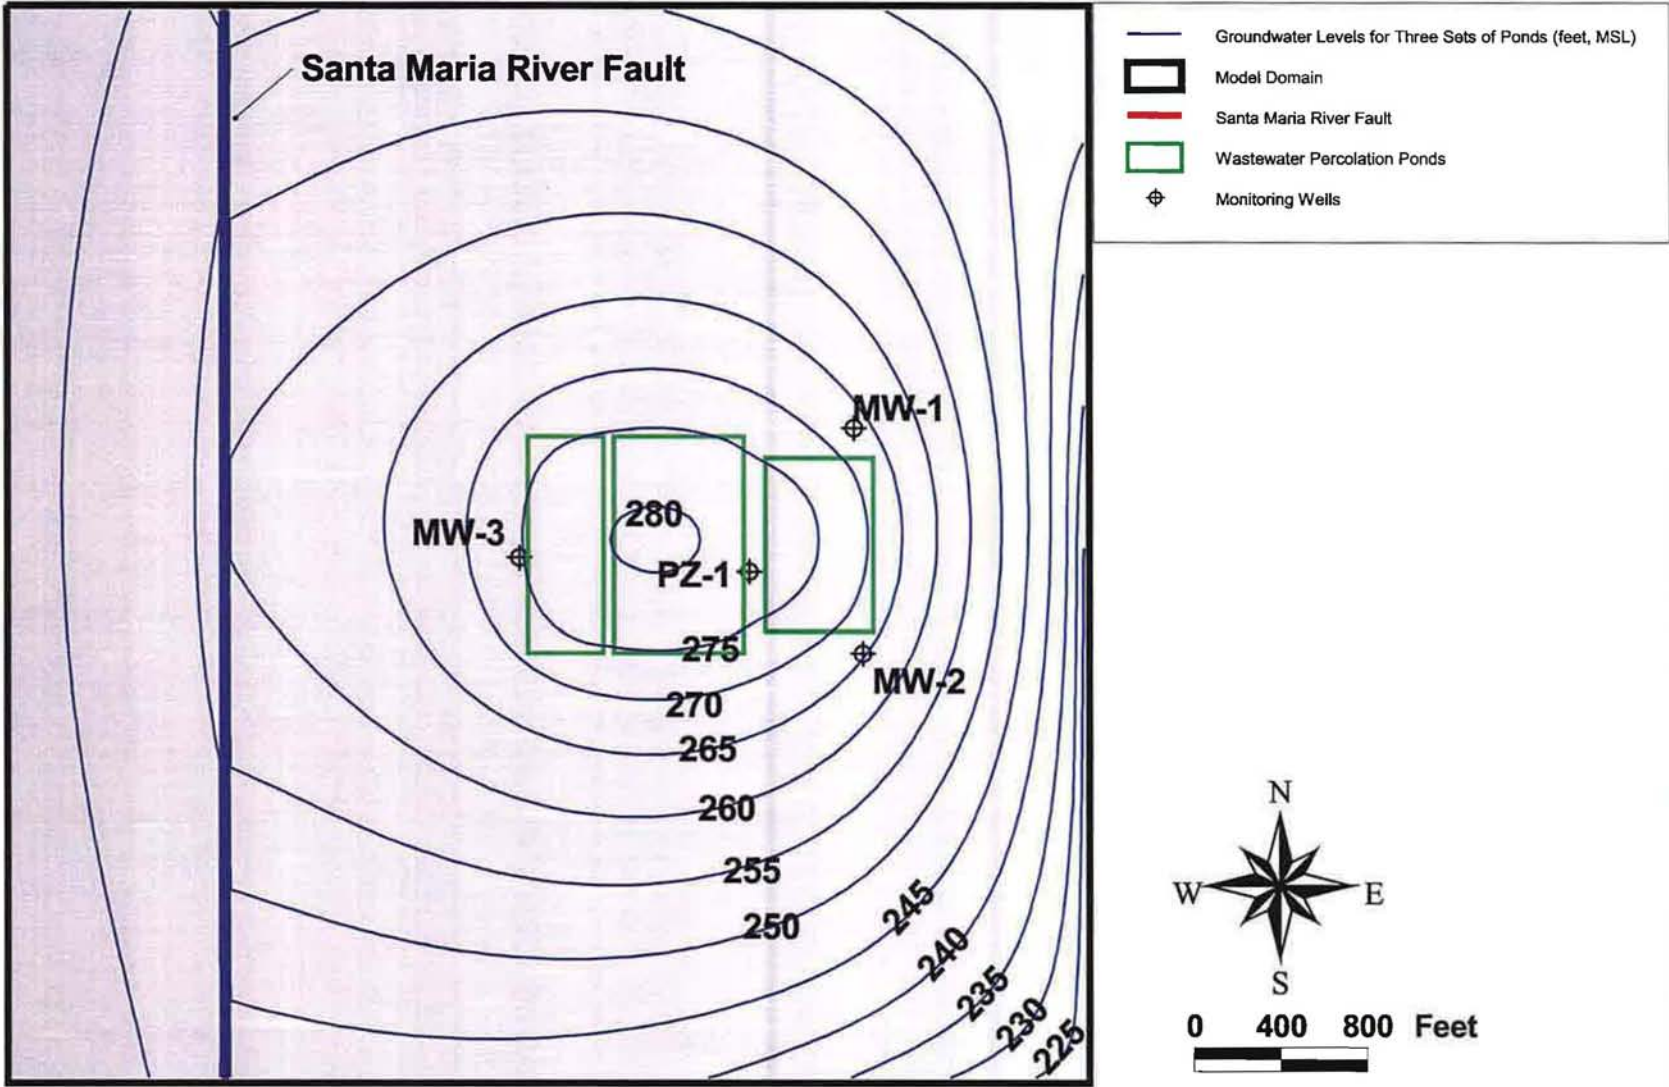 Santa Maria River Fault
Groundwater Levels for Three Sets of Ponds (feet, MSL)
Model Domain
Santa Maria River Fault
Wastewater Percolation Ponds
Monitoring Wells
MW-1
280
MW-3
PZ-1
275
MW-2
270
265
260
255
250
245
240
235
230
225
N
W E
S
0 400 800 Feet